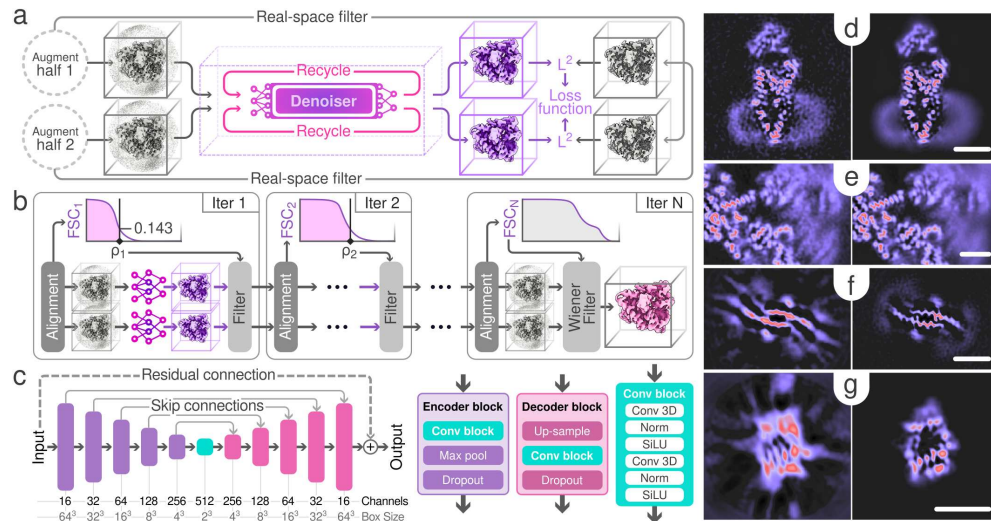 a
Real-space filter
Augment
half 1
Augment
half 2
Recycle
Denoiser
Recycle
L²
Loss
function
L²
Real-space filter
b
Iter 1
Iter 2
Iter N
FSC₁
0.143
ρ₁
FSC₂
ρ₂
FSC_N
Alignment
Filter
Alignment
Filter
Alignment
Wiener
Filter
c
Residual connection
Skip connections
Input
Output
16 32 64 128 256 512 256 128 64 32 16 Channels
64³ 32³ 16³ 8³ 4³ 2³ 4³ 8³ 16³ 32³ 64³ Box Size
Encoder block
Conv block
Max pool
Dropout
Decoder block
Up-sample
Conv block
Dropout
Conv block
Conv 3D
Norm
SiLU
Conv 3D
Norm
SiLU
d
e
f
g